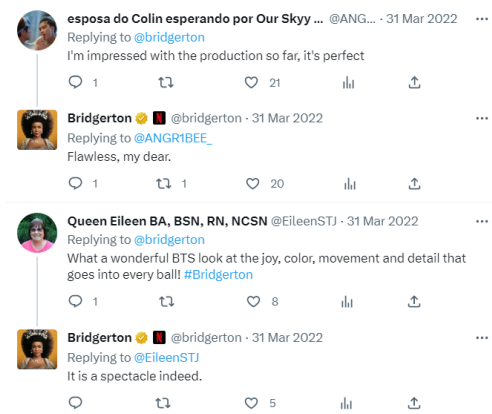 esposa do Colin esperando por Our Skyy ... @ANG... · 31 Mar 2022 ...
Replying to @bridgerton
I'm impressed with the production so far, it's perfect
1 21
Bridgerton N @bridgerton · 31 Mar 2022 ...
Replying to @ANGR1BEE_
Flawless, my dear.
1 1 20
Queen Eileen BA, BSN, RN, NCSN @EileenSTJ · 31 Mar 2022 ...
Replying to @bridgerton
What a wonderful BTS look at the joy, color, movement and detail that
goes into every ball! #Bridgerton
1 8
Bridgerton N @bridgerton · 31 Mar 2022 ...
Replying to @EileenSTJ
It is a spectacle indeed.
5